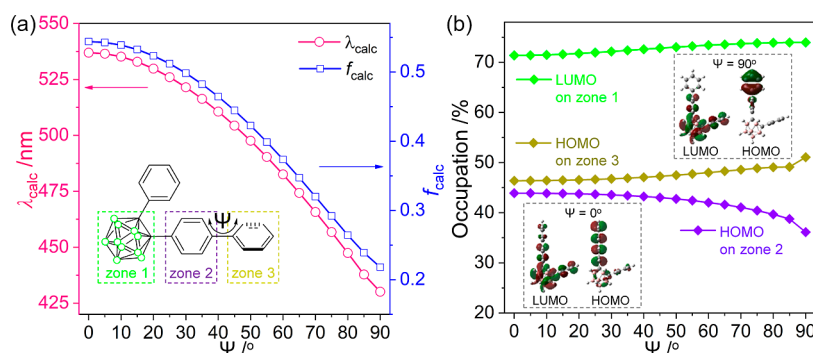 (a)
550
525
500
475
450
425
λcalc /nm
λcalc
fcalc
0.5
0.4
0.3
0.2
fcalc
Ψ
zone 1
zone 2
zone 3
0 10 20 30 40 50 60 70 80 90
Ψ /º
(b)
70
60
50
40
30
20
Occupation /%
LUMO
on zone 1
Ψ = 90º
LUMO
HOMO
HOMO
on zone 3
Ψ = 0º
LUMO
HOMO
HOMO
on zone 2
0 10 20 30 40 50 60 70 80 90
Ψ /º